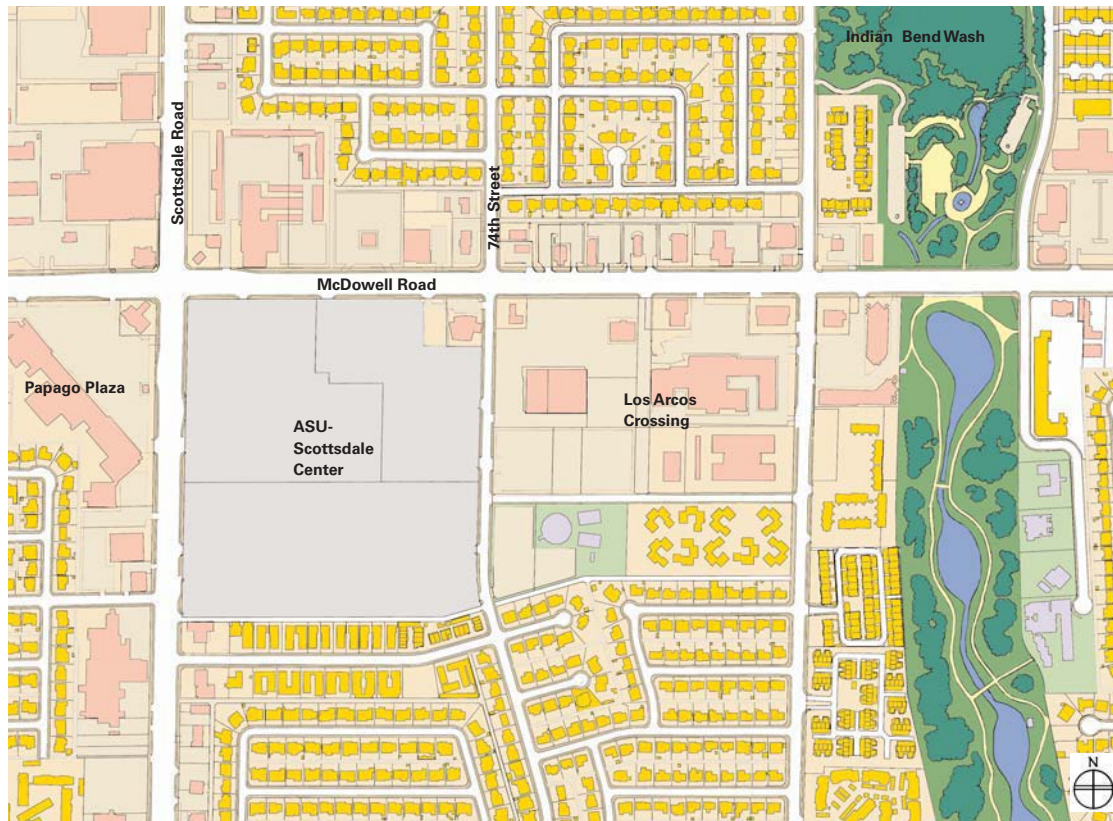 Indian Bend Wash
Scottsdale Road
74th Street
McDowell Road
Papago Plaza
Los Arcos
Crossing
ASU-
Scottsdale
Center
N